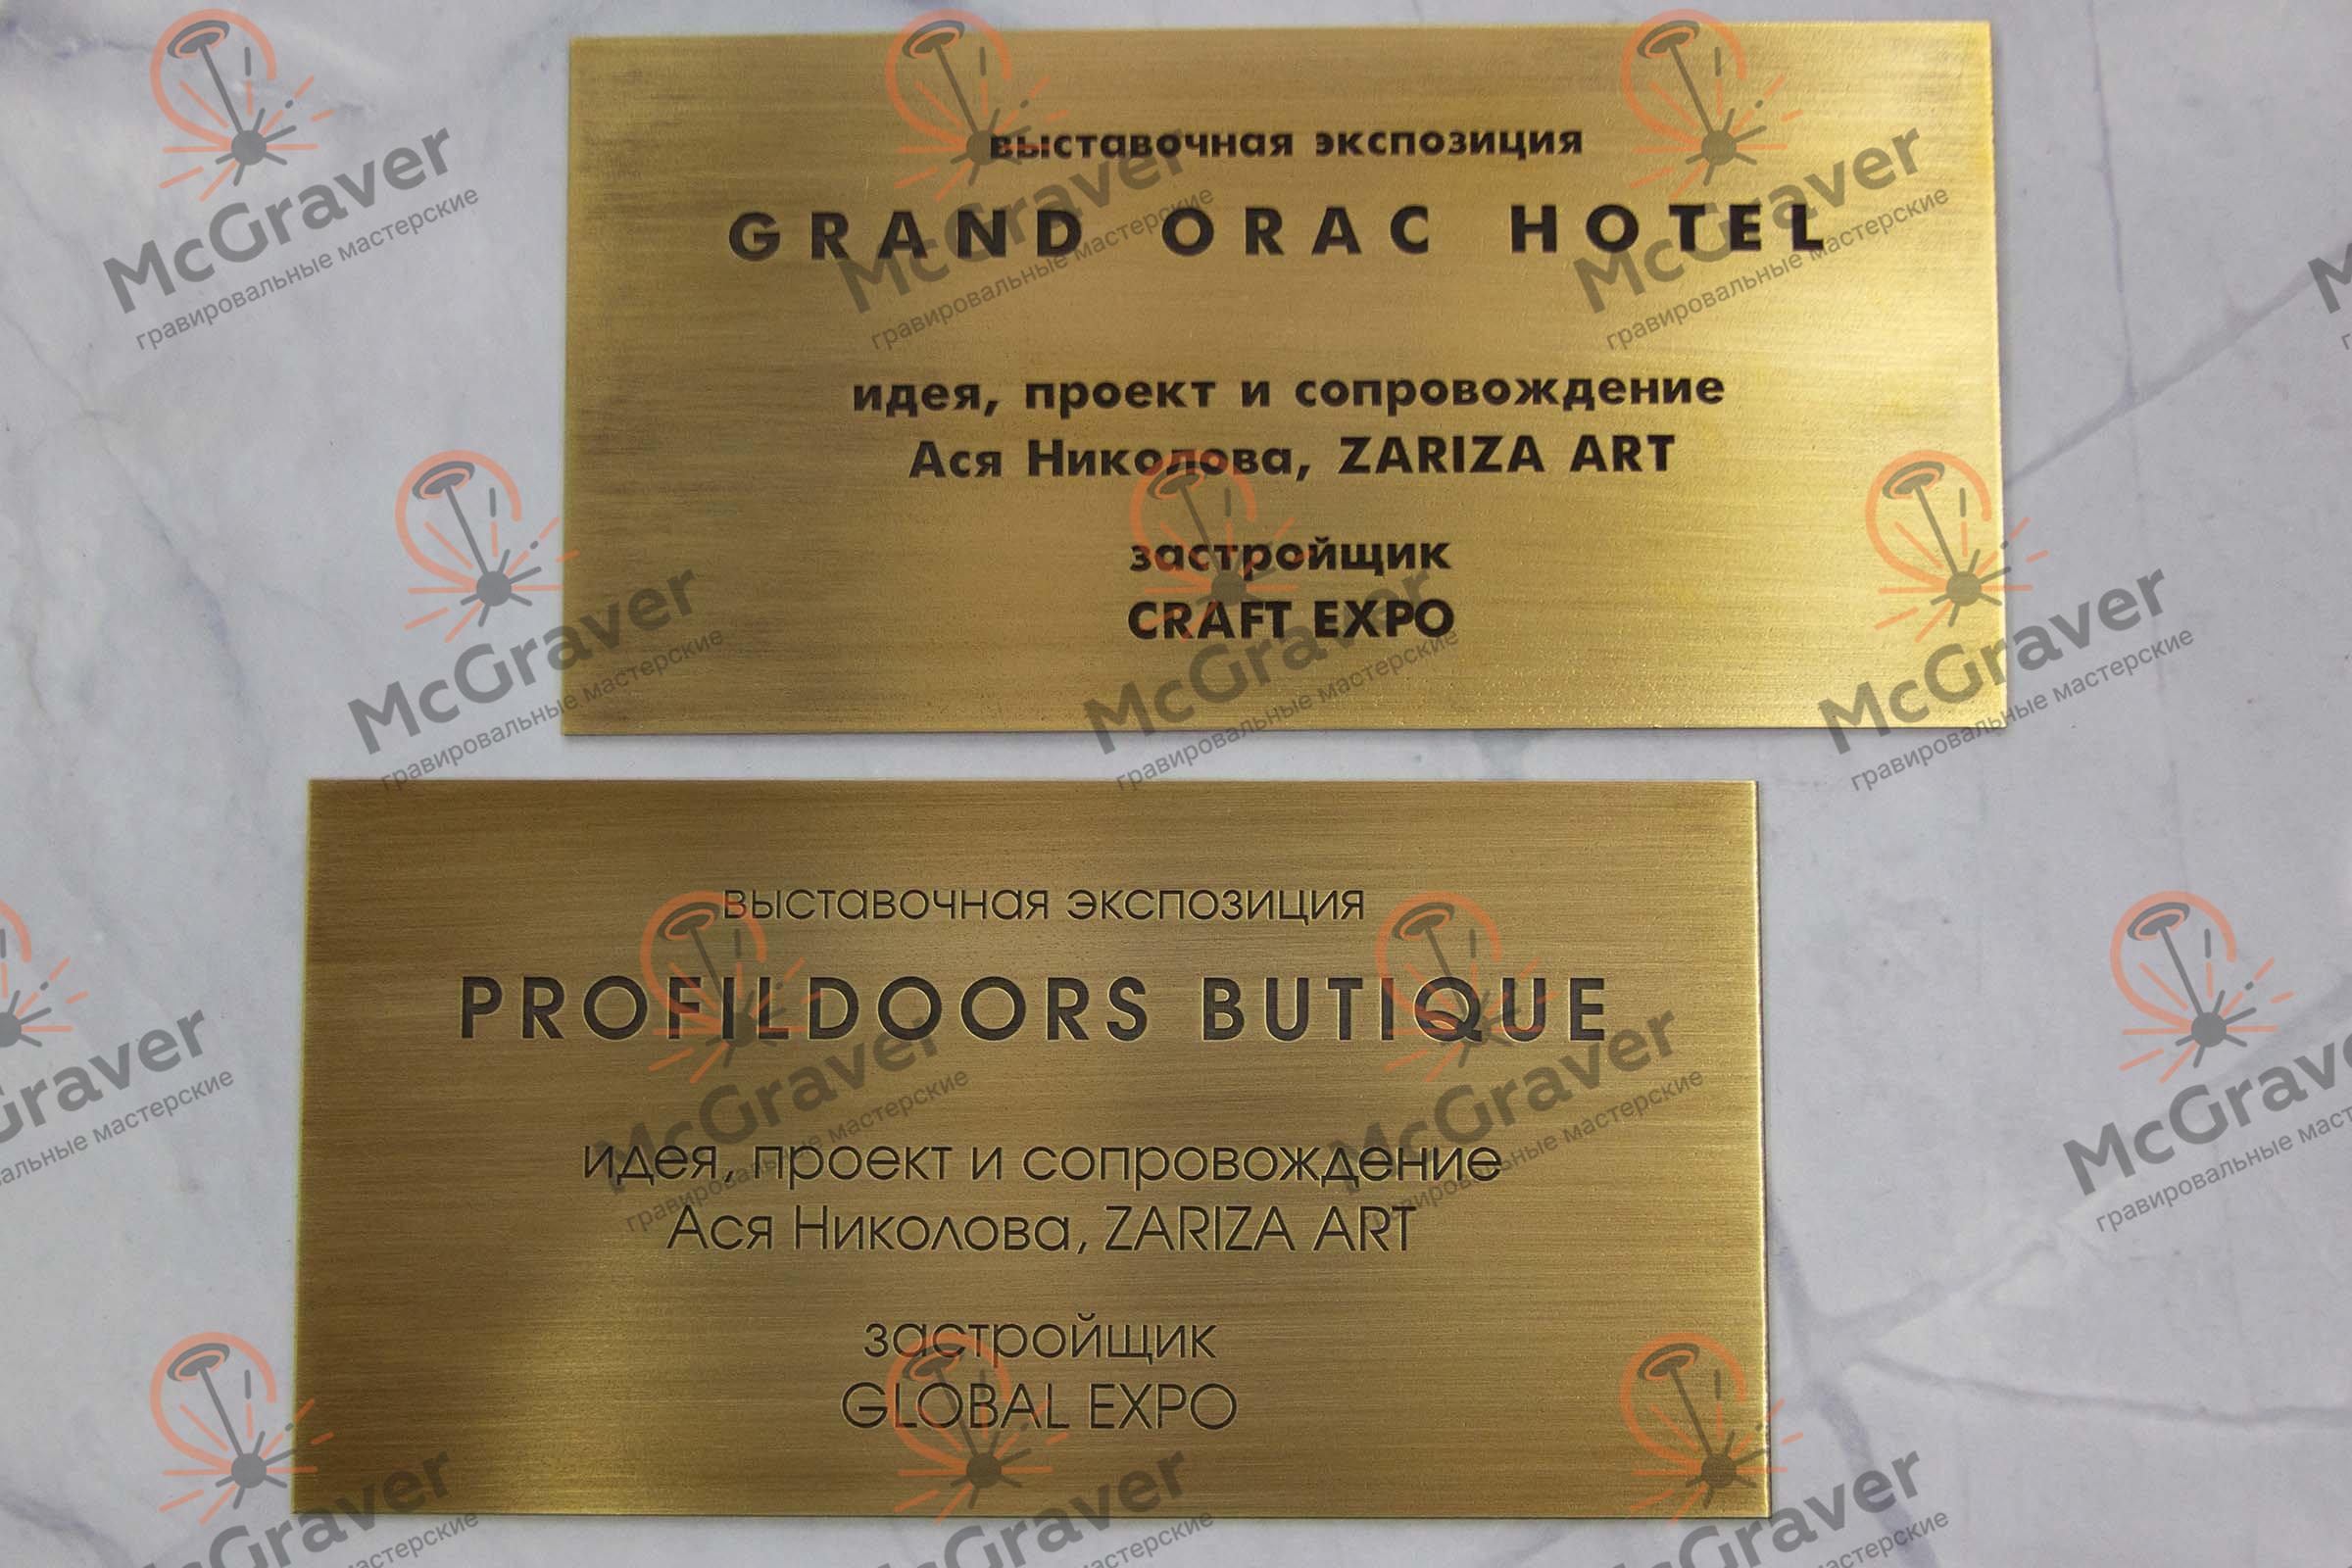 выставочная экспозиция
GRAND ORAC HOTEL
идея, проект и сопровождение
Ася Николова, ZARIZA ART
застройщик
CRAFT EXPO
выставочная экспозиция
PROFILDOORS BUTIQUE
идея, проект и сопровождение
Ася Николова, ZARIZA ART
застройщик
GLOBAL EXPO
McGraver
гравировальные мастерские